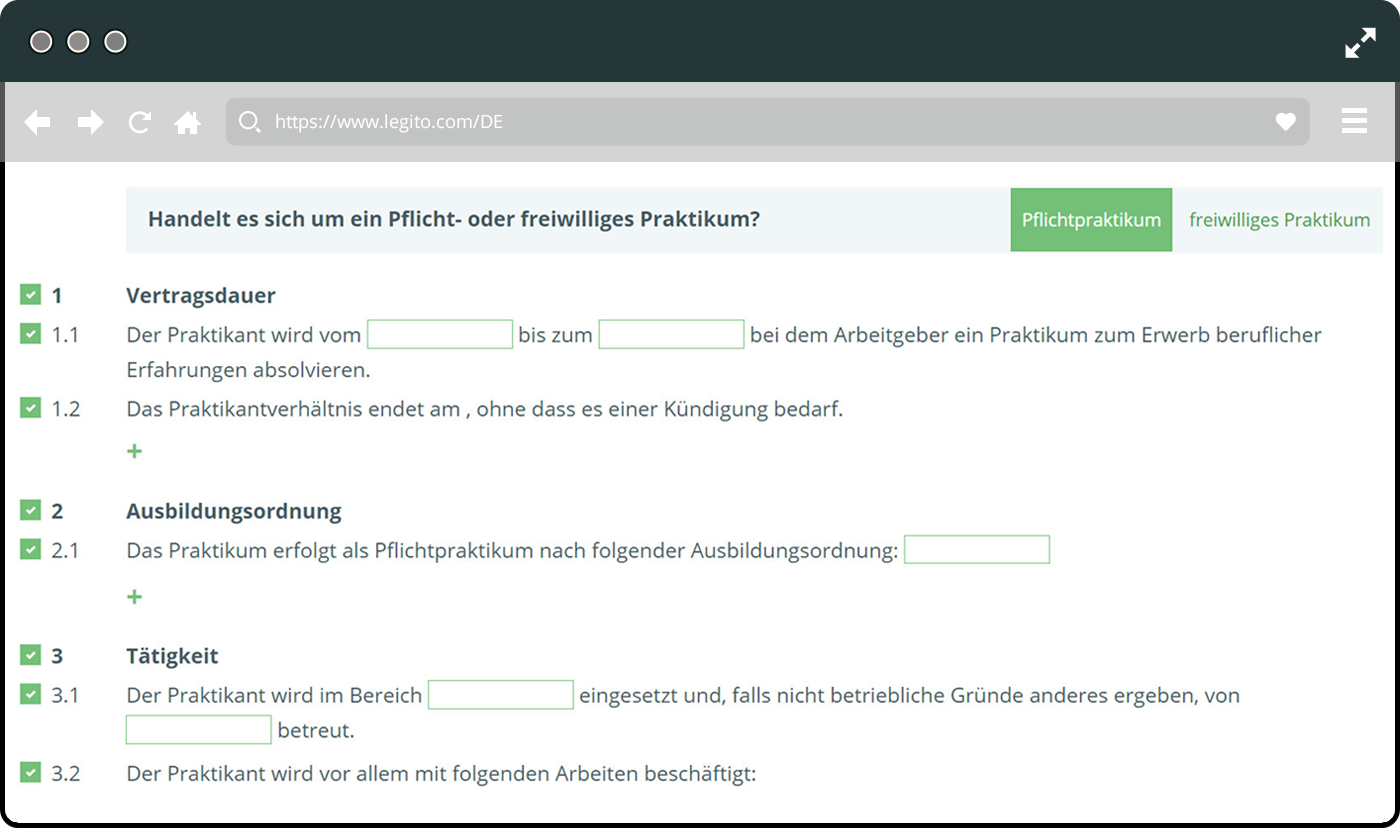 https://www.legito.com/DE
Handelt es sich um ein Pflicht- oder freiwilliges Praktikum? Pflichtpraktikum freiwilliges Praktikum
1 Vertragsdauer
1.1 Der Praktikant wird vom bis zum bei dem Arbeitgeber ein Praktikum zum Erwerb beruflicher
Erfahrungen absolvieren.
1.2 Das Praktikantverhältnis endet am , ohne dass es einer Kündigung bedarf.
+
2 Ausbildungsordnung
2.1 Das Praktikum erfolgt als Pflichtpraktikum nach folgender Ausbildungsordnung:
+
3 Tätigkeit
3.1 Der Praktikant wird im Bereich eingesetzt und, falls nicht betriebliche Gründe anderes ergeben, von
betreut.
3.2 Der Praktikant wird vor allem mit folgenden Arbeiten beschäftigt: